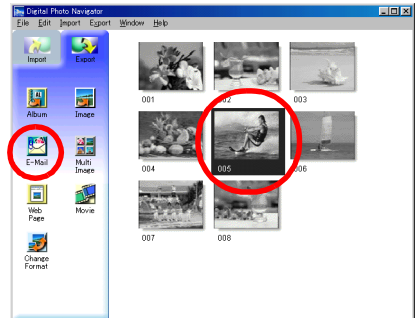 Digital Photo Navigator
File Edit Import Export Window Help
Import Export
Album Image
E-Mail Multi Image
Web Page Movie
Change Format
001 002 003
004 005 006
007 008